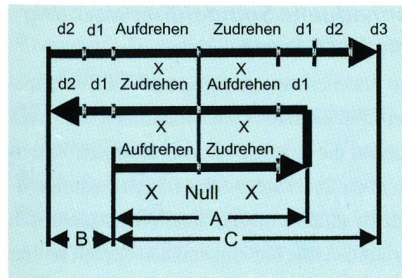 d2 d1 Aufdrehen Zudrehen d1 d2 d3
X X
d2 d1 Zudrehen Aufdrehen d1
X X
Aufdrehen Zudrehen
X Null X
A
B C